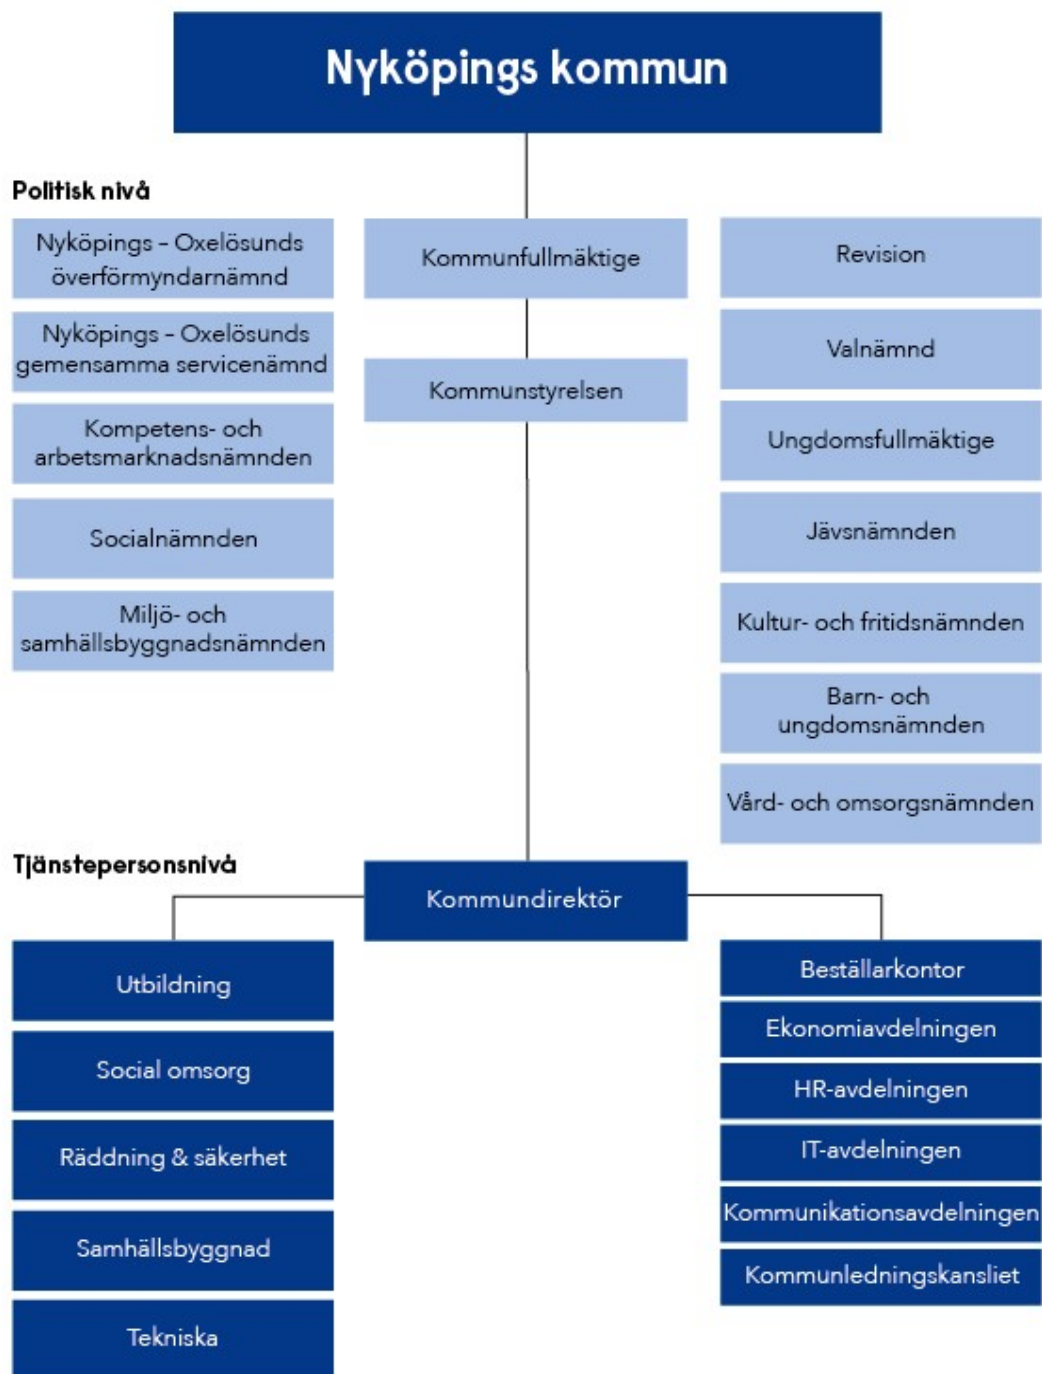 Nyköpings kommun
Politisk nivå
Nyköpings – Oxelösunds
överförmyndarnämnd
Nyköpings – Oxelösunds
gemensamma servicenämnd
Kompetens- och
arbetsmarknadsnämnden
Socialnämnden
Miljö- och
samhällsbyggnadsnämnden
Kommunfullmäktige
Kommunstyrelsen
Revision
Valnämnd
Ungdomsfullmäktige
Jävsnämnden
Kultur- och fritidsnämnden
Barn- och
ungdomsnämnden
Vård- och omsorgsnämnden
Tjänstepersonsnivå
Kommundirektör
Utbildning
Social omsorg
Räddning & säkerhet
Samhällsbyggnad
Tekniska
Beställarkontor
Ekonomiavdelningen
HR-avdelningen
IT-avdelningen
Kommunikationsavdelningen
Kommunledningskansliet